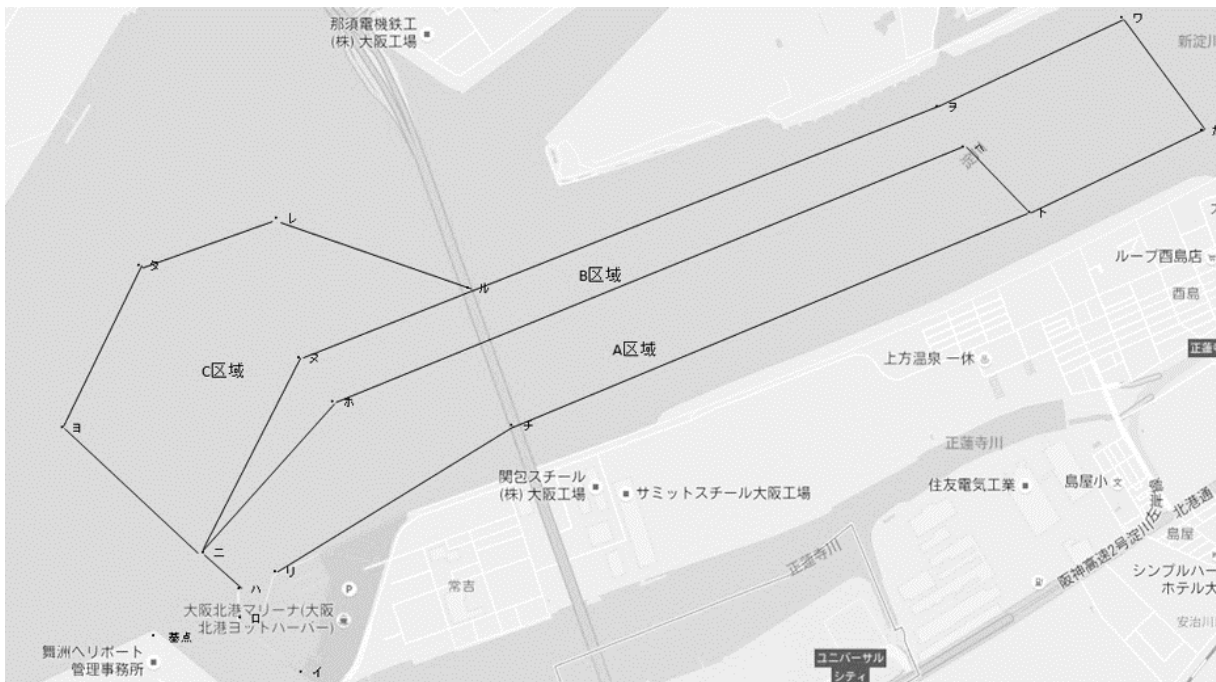 那須電機鉄工
(株) 大阪工場
ワ
新淀川
ヲ
カ
ヘ
レ
ト
タ
ループ酉島店
B区域
ル
酉島
A区域
ヌ
上方温泉 一休
C区域
正蓮寺
ホ
ヨ
チ
正蓮寺川
関包スチール
(株) 大阪工場
サミットスチール大阪工場
住友電気工業
島屋小
北港通
島屋
ニ
正蓮寺川
阪神高速2号淀川左岸線
シンプルハー
ホテル大
リ
ハ
常吉
P
大阪北港マリーナ(大阪
北港ヨットハーバー)
ロ
安治川
基点
舞洲ヘリポート
管理事務所
イ
ユニバーサル
シティ